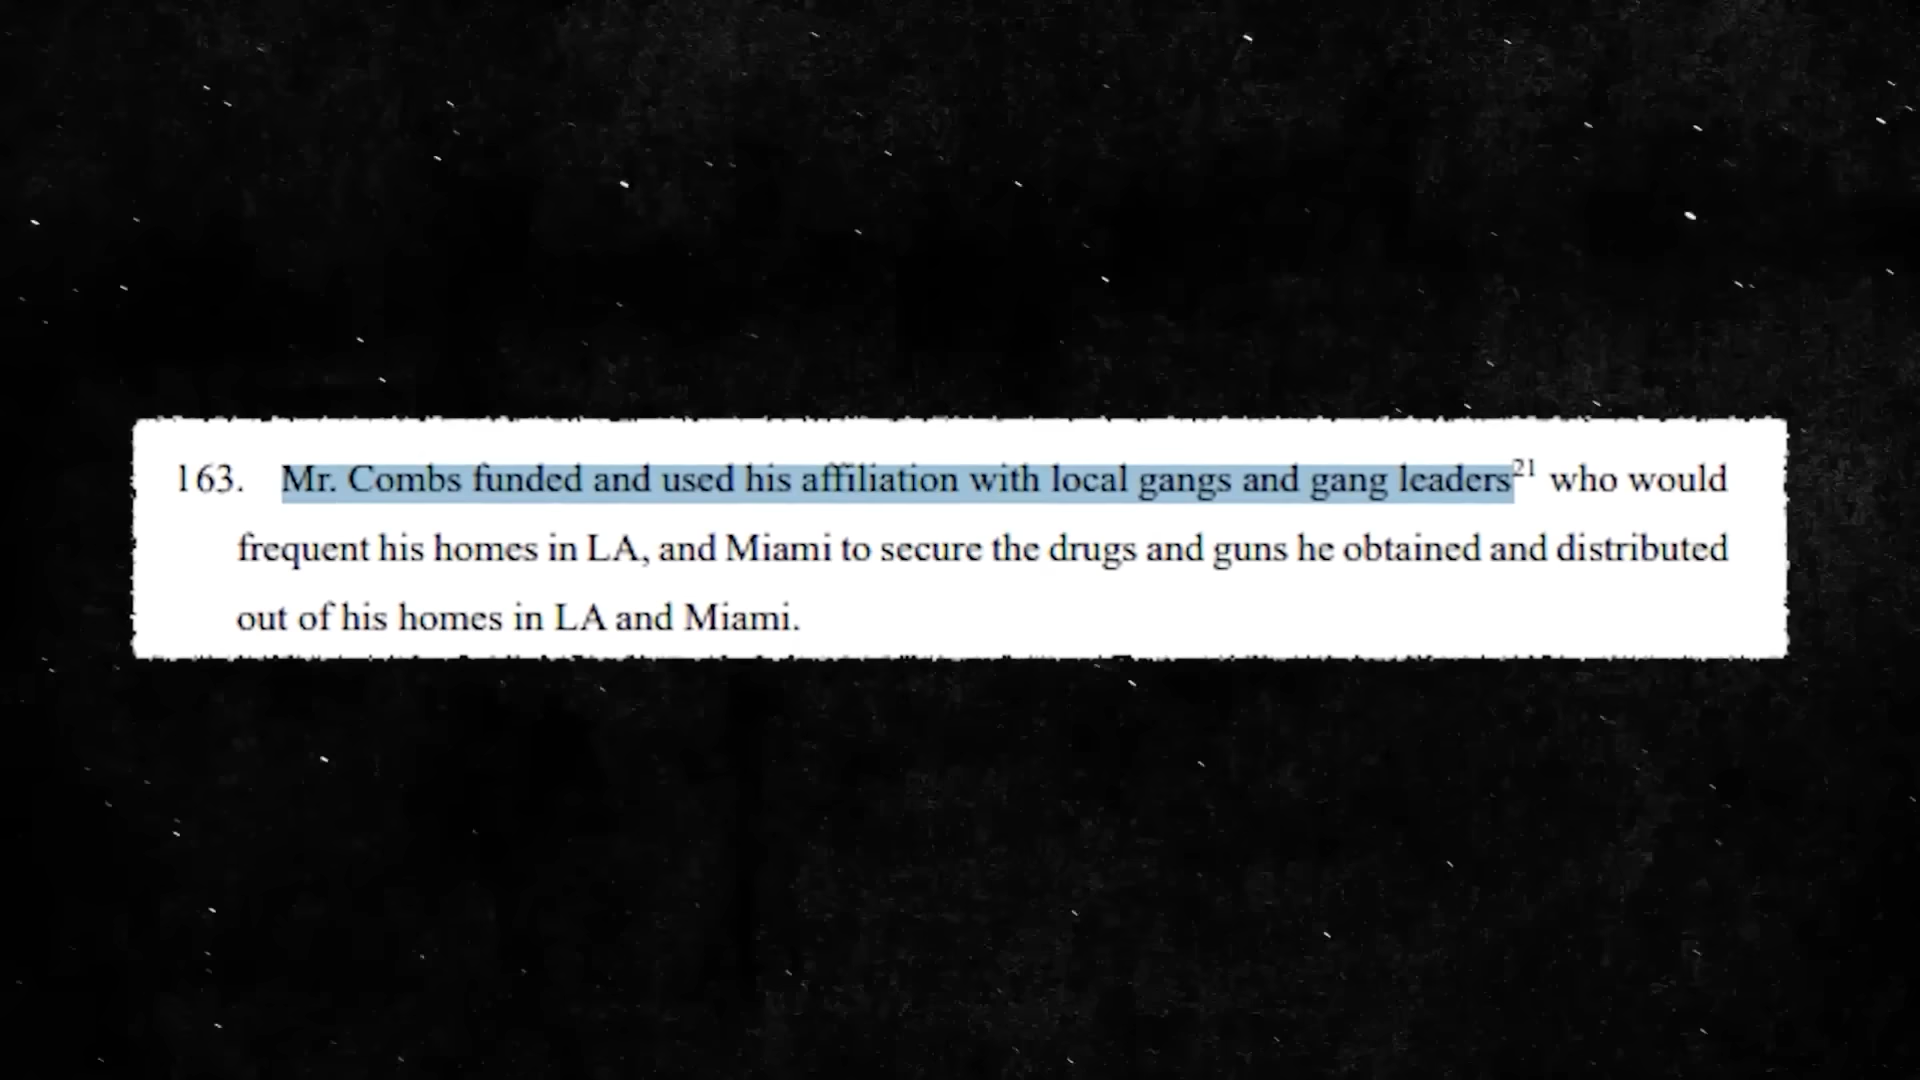 163. Mr. Combs funded and used his affiliation with local gangs and gang leaders21 who would
frequent his homes in LA, and Miami to secure the drugs and guns he obtained and distributed
out of his homes in LA and Miami.